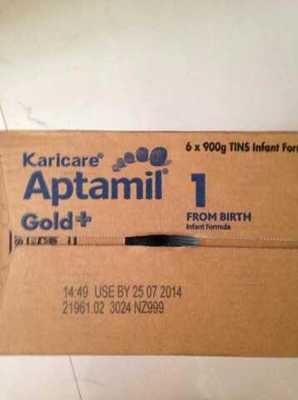 6 x 900g TINS Infant Form
Karicare®
Aptamil®
Gold+
1
FROM BIRTH
Infant Formula
14:49 USE BY 25 07 2014
21961.02 3024 NZ999